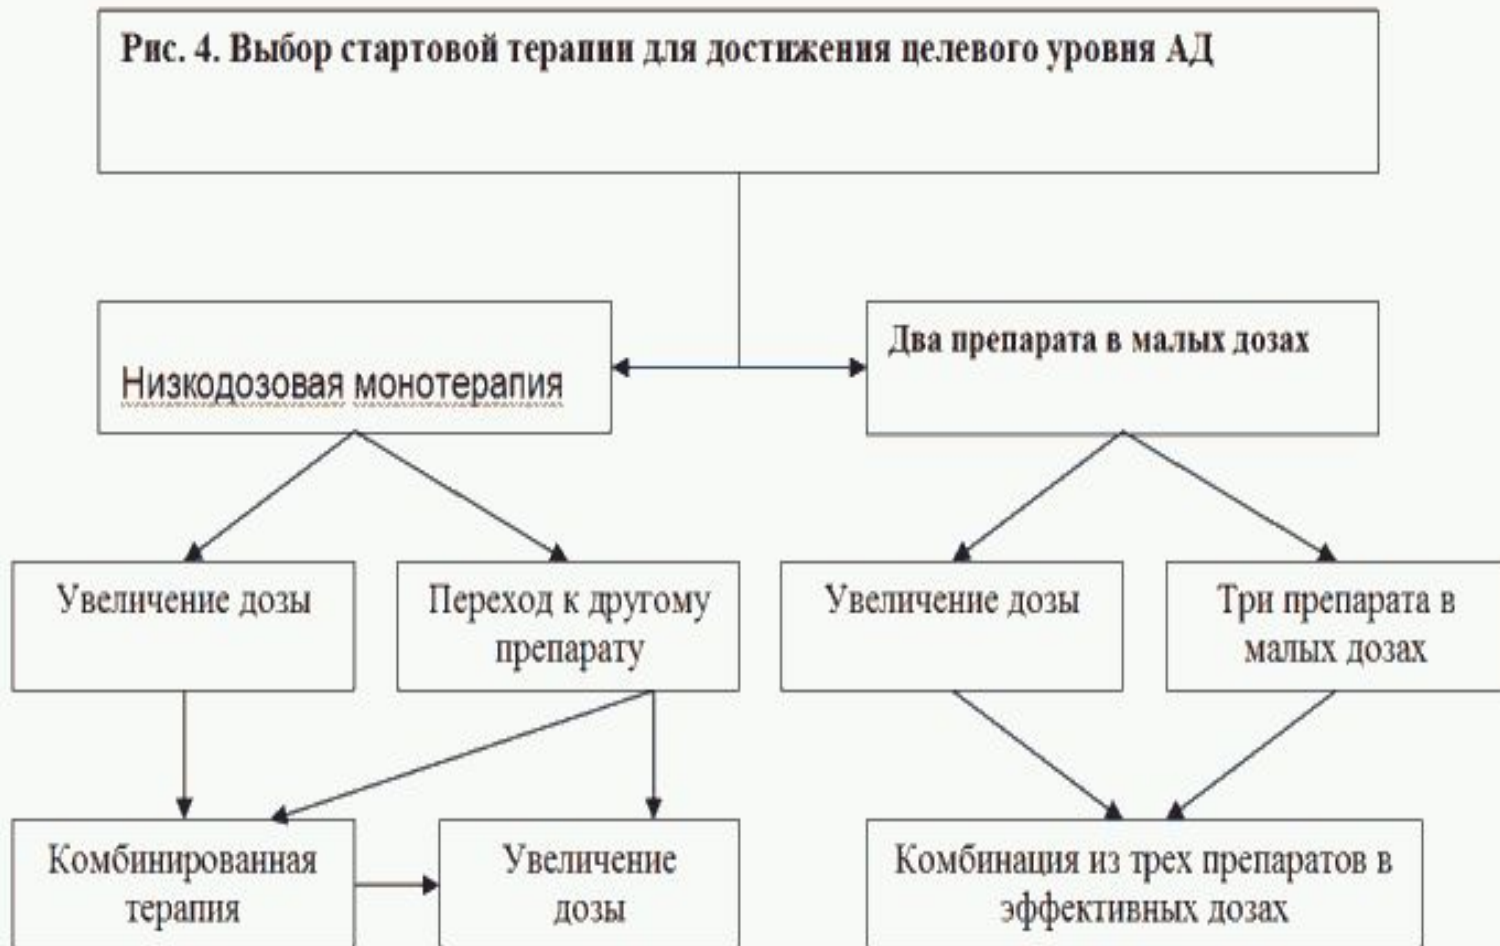 Рис. 4. Выбор стартовой терапии для достижения целевого уровня АД
Низкодозовая монотерапия
Два препарата в малых дозах
Увеличение дозы
Переход к другому
препарату
Увеличение дозы
Три препарата в
малых дозах
Комбинированная
терапия
Увеличение
дозы
Комбинация из трех препаратов в
эффективных дозах